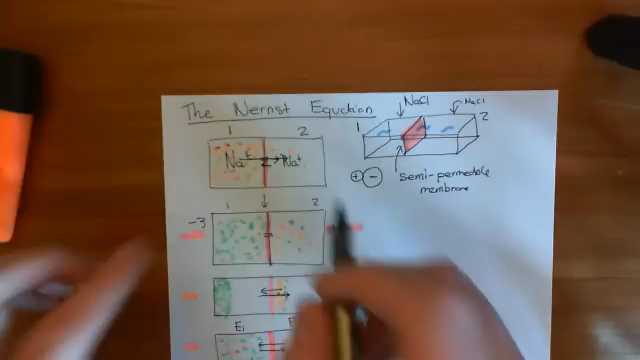 The Nernst Equation
NaCl
NaCl
1 2
1 2
Na⁺ Na⁺
+ -
semi-permeable
membrane
1 2
-3
Ei